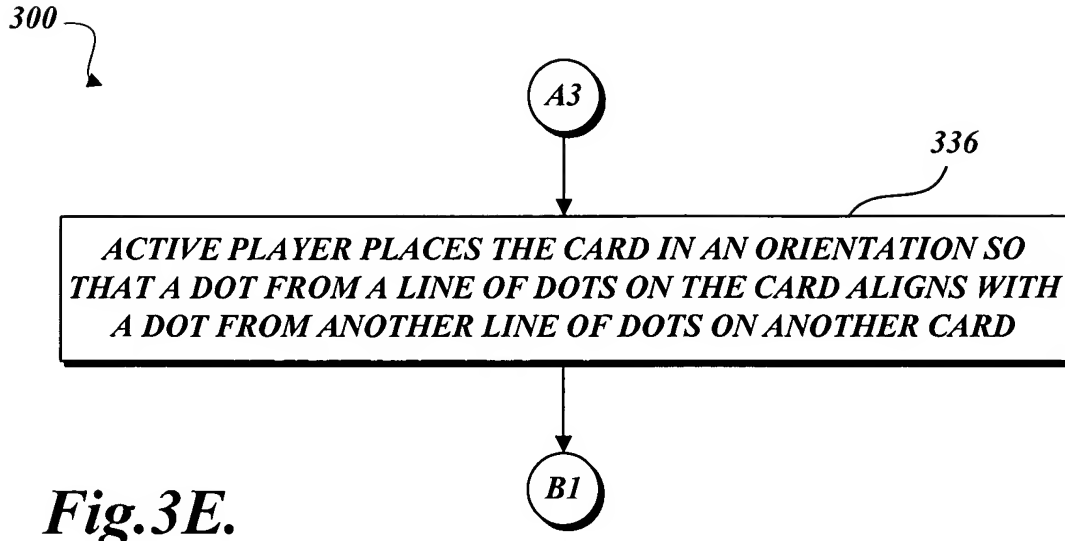 300
A3
336
ACTIVE PLAYER PLACES THE CARD IN AN ORIENTATION SO
THAT A DOT FROM A LINE OF DOTS ON THE CARD ALIGNS WITH
A DOT FROM ANOTHER LINE OF DOTS ON ANOTHER CARD
B1
Fig.3E.